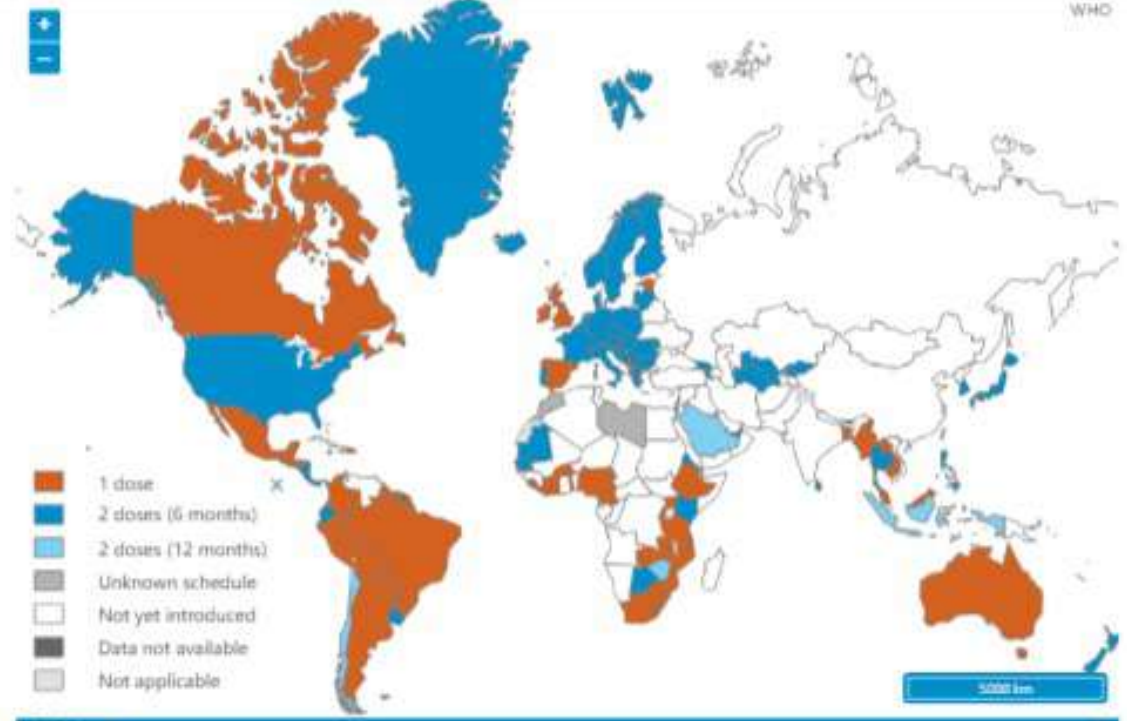 WHO
+
−
1 dose
2 doses (6 months)
2 doses (12 months)
Unknown schedule
Not yet introduced
Data not available
Not applicable
5000 km